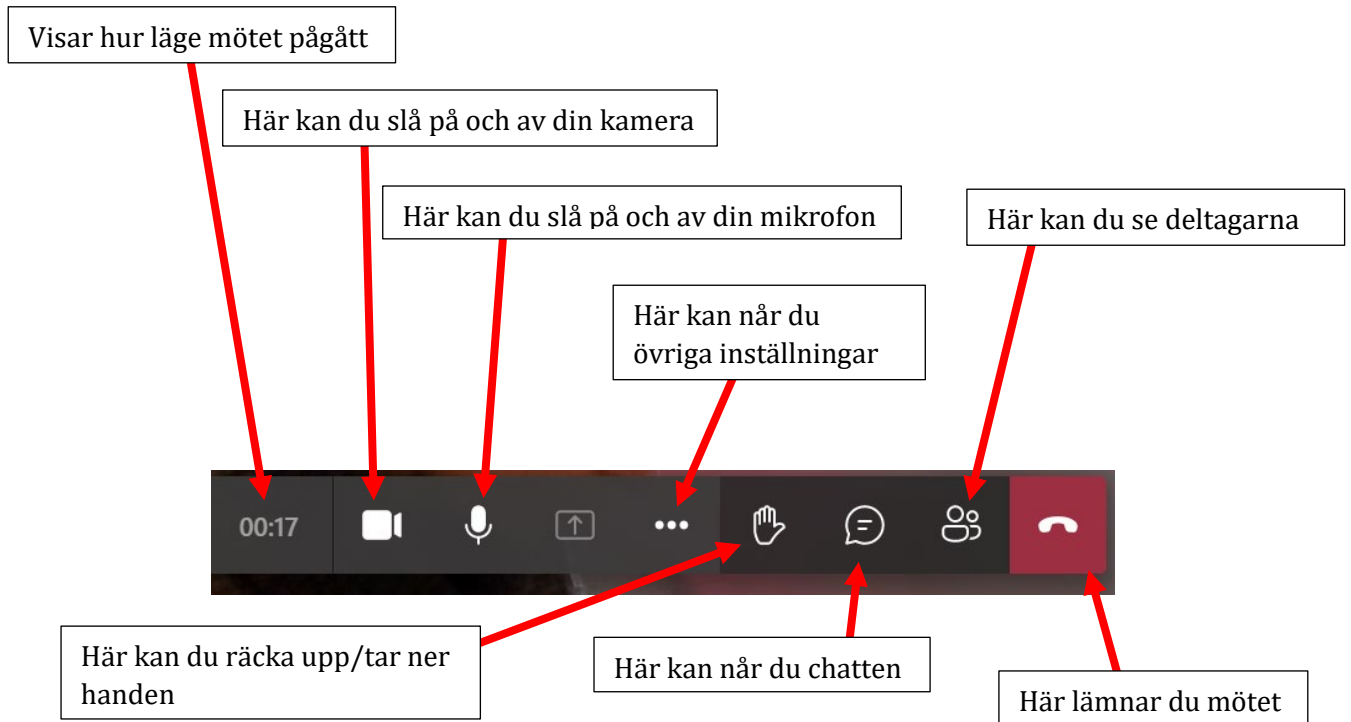 Visar hur läge mötet pågått
Här kan du slå på och av din kamera
Här kan du slå på och av din mikrofon
Här kan du se deltagarna
Här kan når du
övriga inställningar
00:17
Här kan du räcka upp/tar ner
handen
Här kan når du chatten
Här lämnar du mötet